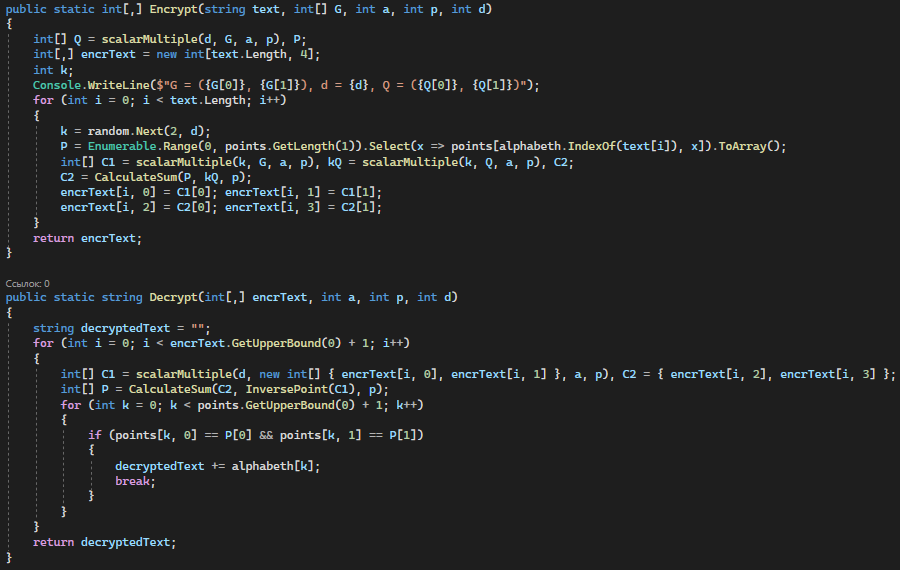 public static int[,] Encrypt(string text, int[] G, int a, int p, int d)
{
int[] Q = scalarMultiple(d, G, a, p), P;
int[,] encrText = new int[text.Length, 4];
int k;
Console.WriteLine($"G = ({G[0]}, {G[1]}), d = {d}, Q = ({Q[0]}, {Q[1]})");
for (int i = 0; i < text.Length; i++)
{
k = random.Next(2, d);
P = Enumerable.Range(0, points.GetLength(1)).Select(x => points[alphabeth.IndexOf(text[i]), x]).ToArray();
int[] C1 = scalarMultiple(k, G, a, p), kQ = scalarMultiple(k, Q, a, p), C2;
C2 = CalculateSum(P, kQ, p);
encrText[i, 0] = C1[0]; encrText[i, 1] = C1[1];
encrText[i, 2] = C2[0]; encrText[i, 3] = C2[1];
}
return encrText;
}
Ссылок: 0
public static string Decrypt(int[,] encrText, int a, int p, int d)
{
string decryptedText = "";
for (int i = 0; i < encrText.GetUpperBound(0) + 1; i++)
{
int[] C1 = scalarMultiple(d, new int[] { encrText[i, 0], encrText[i, 1] }, a, p), C2 = { encrText[i, 2], encrText[i, 3] };
int[] P = CalculateSum(C2, InversePoint(C1), p);
for (int k = 0; k < points.GetUpperBound(0) + 1; k++)
{
if (points[k, 0] == P[0] && points[k, 1] == P[1])
{
decryptedText += alphabeth[k];
break;
}
}
}
return decryptedText;
}